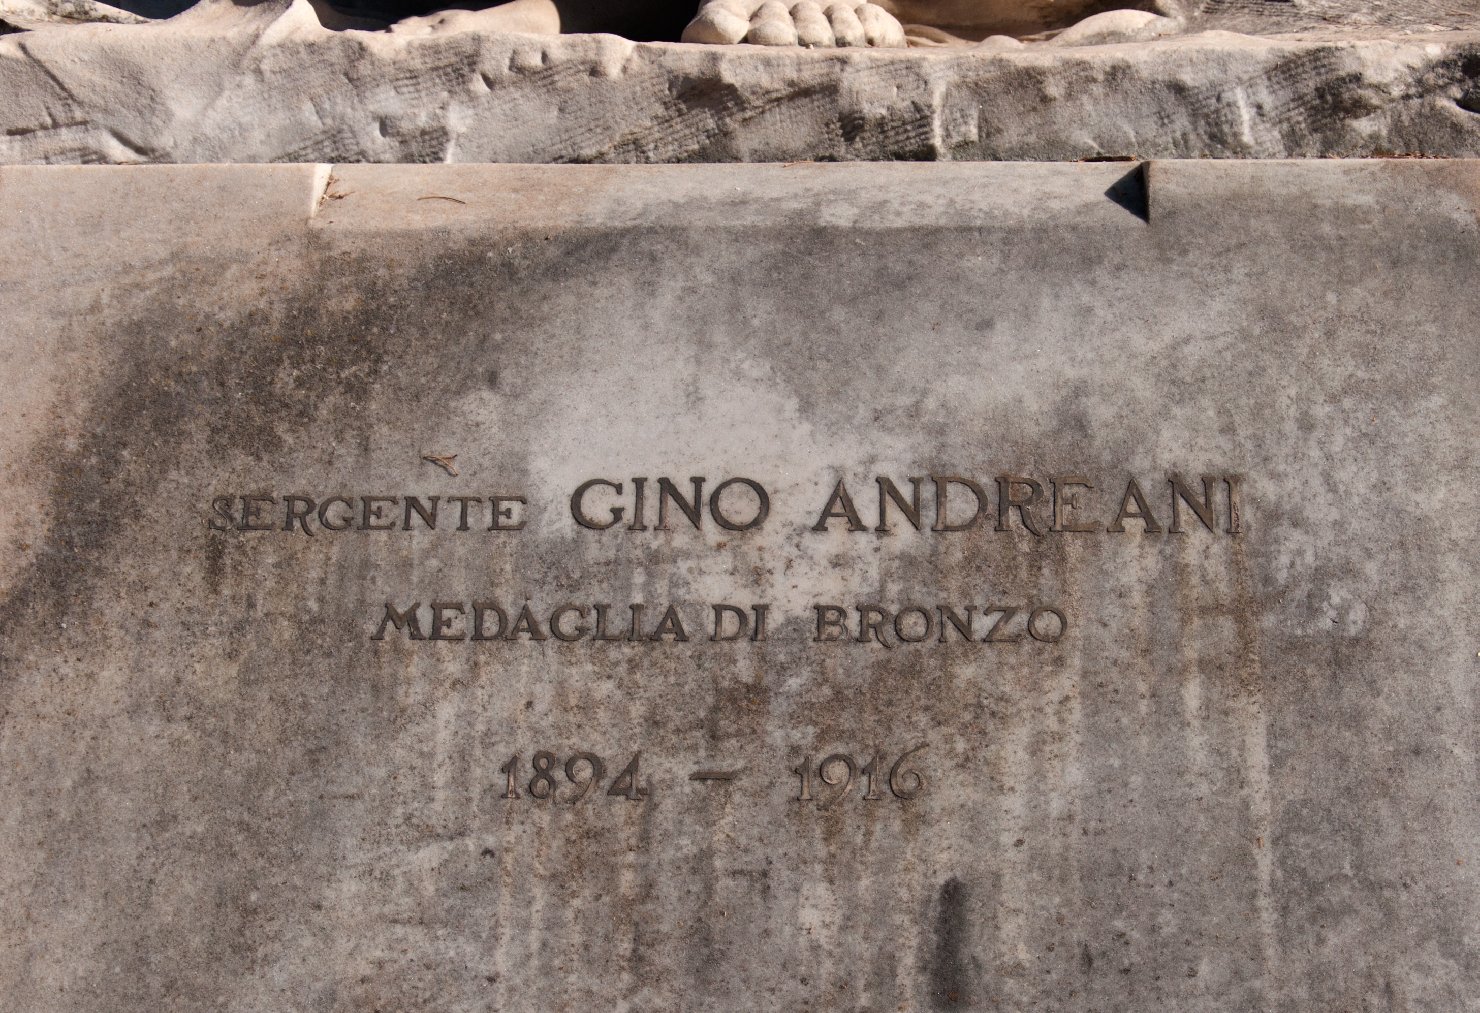 SERGENTE GINO ANDREANI
MEDAGLIA DI BRONZO
1894 - 1916